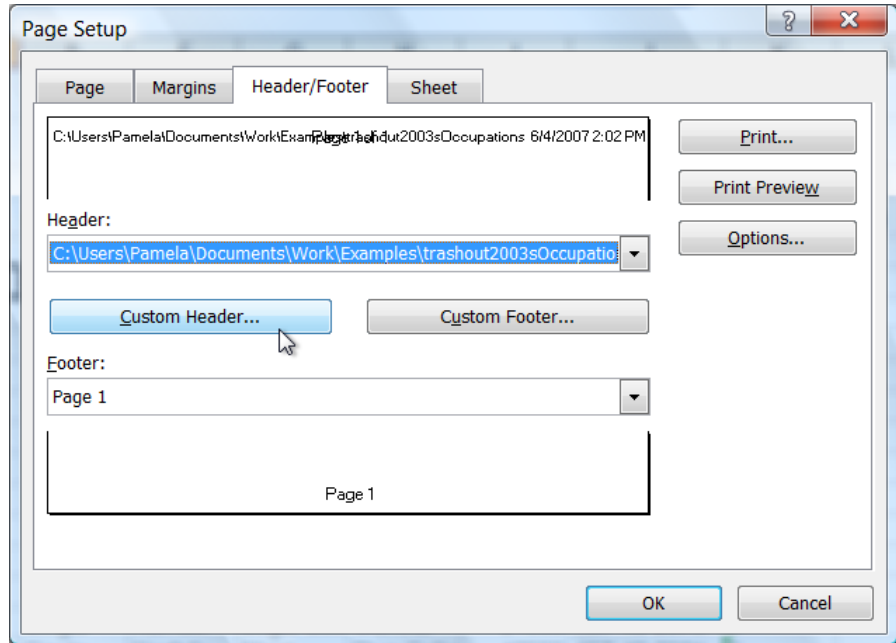 Page Setup
Page Margins Header/Footer Sheet
C:\Users\Pamela\Documents\Work\ 6/4/2007 2:02 PM
Print...
Print Preview
Header:
Options...
C:\Users\Pamela\Documents\Work\Examples\trashout2003sOccupatio
Custom Header... Custom Footer...
Footer:
Page 1
Page 1
OK Cancel